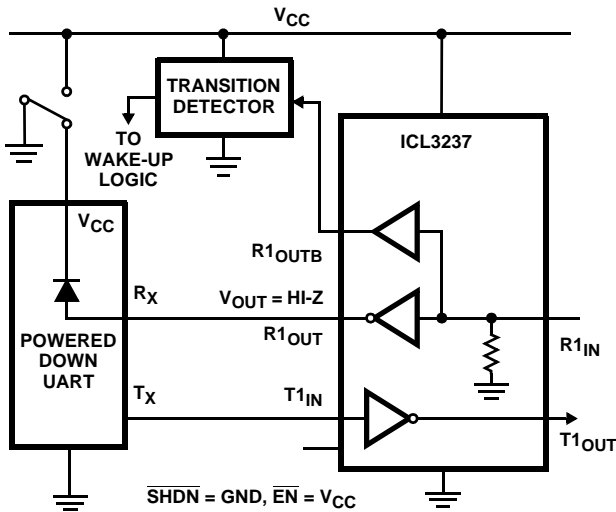 VCC
TRANSITION
DETECTOR
TO
WAKE-UP
LOGIC
ICL3237
VCC
R1OUTB
RX
VOUT = HI-Z
POWERED
DOWN
UART
R1OUT
R1IN
TX
T1IN
T1OUT
SHDN = GND, EN = VCC